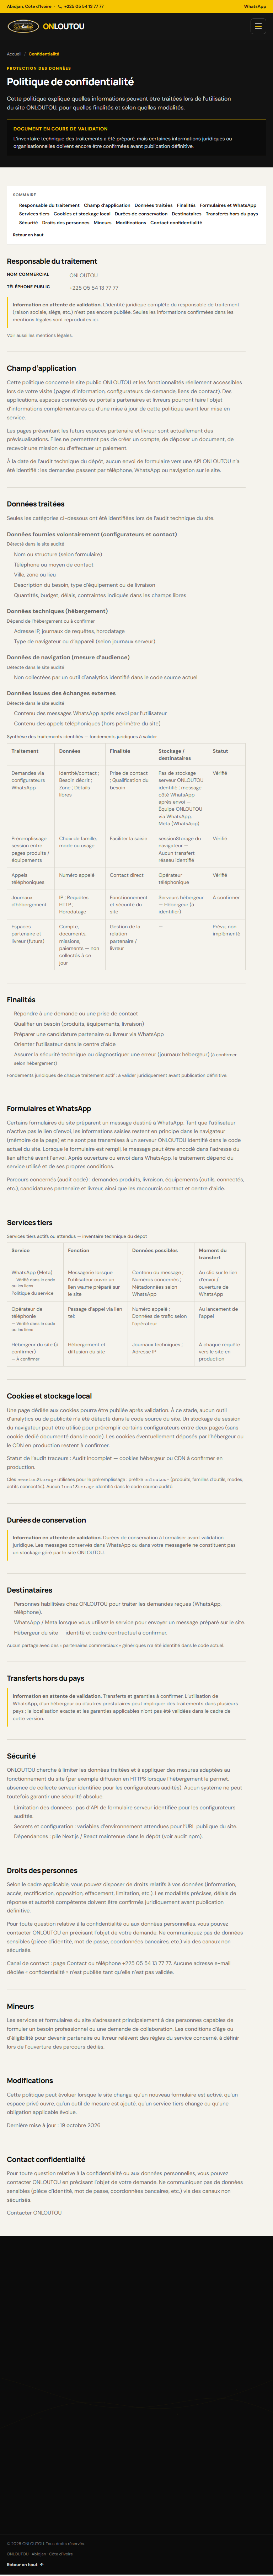 Abidjan, Côte d'Ivoire
+225 05 54 13 77 77
WhatsApp
ONLOUTOU
Accueil / Confidentialité
PROTECTION DES DONNÉES
Politique de confidentialité
Cette politique explique quelles informations peuvent être traitées lors de l'utilisation
du site ONLOUTOU, pour quelles finalités et selon quelles modalités.
DOCUMENT EN COURS DE VALIDATION
L'inventaire technique des traitements a été préparé, mais certaines informations juridiques ou
organisationnelles doivent encore être confirmées avant publication définitive.
SOMMAIRE
Responsable du traitement Champ d'application Données traitées Finalités Formulaires et WhatsApp
Services tiers Cookies et stockage local Durées de conservation Destinataires Transferts hors du pays
Sécurité Droits des personnes Mineurs Modifications Contact confidentialité
Retour en haut
Responsable du traitement
NOM COMMERCIAL ONLOUTOU
TÉLÉPHONE PUBLIC +225 05 54 13 77 77
Information en attente de validation. L'identité juridique complète du responsable de traitement
(raison sociale, siège, etc.) n'est pas encore publiée. Seules les informations confirmées dans les
mentions légales sont reproduites ici.
Voir aussi les mentions légales.
Champ d'application
Cette politique concerne le site public ONLOUTOU et les fonctionnalités réellement accessibles
lors de votre visite (pages d'information, configurateurs de demande, liens de contact). Des
applications, espaces connectés ou portails partenaires et livreurs pourront faire l'objet
d'informations complémentaires ou d'une mise à jour de cette politique avant leur mise en
service.
Les pages présentant les futurs espaces partenaire et livreur sont actuellement des
prévisualisations. Elles ne permettent pas de créer un compte, de déposer un document, de
recevoir une mission ou d'effectuer un paiement.
À la date de l'audit technique du dépôt, aucun envoi de formulaire vers une API ONLOUTOU n'a
été identifié : les demandes passent par téléphone, WhatsApp ou navigation sur le site.
Données traitées
Seules les catégories ci-dessous ont été identifiées lors de l'audit technique du site.
Données fournies volontairement (configurateurs et contact)
Détecté dans le site audité
Nom ou structure (selon formulaire)
Téléphone ou moyen de contact
Ville, zone ou lieu
Description du besoin, type d'équipement ou de livraison
Quantités, budget, délais, contraintes indiqués dans les champs libres
Données techniques (hébergement)
Dépend de l'hébergement ou à confirmer
Adresse IP, journaux de requêtes, horodatage
Type de navigateur ou d'appareil (selon journaux serveur)
Données de navigation (mesure d'audience)
Détecté dans le site audité
Non collectées par un outil d'analytics identifié dans le code source actuel
Données issues des échanges externes
Détecté dans le site audité
Contenu des messages WhatsApp après envoi par l'utilisateur
Contenu des appels téléphoniques (hors périmètre du site)
Synthèse des traitements identifiés — fondements juridiques à valider
Traitement Données Finalités Stockage / destinataires Statut
Demandes via configurateurs WhatsApp
Identité/contact ; Besoin décrit ; Zone ; Détails libres
Prise de contact ; Qualification du besoin
Pas de stockage serveur ONLOUTOU identifié ; message côté WhatsApp après envoi — Équipe ONLOUTOU via WhatsApp, Meta (WhatsApp)
Vérifié
Préremplissage session entre pages produits / équipements
Choix de famille, mode ou usage
Faciliter la saisie
sessionStorage du navigateur — Aucun transfert réseau identifié
Vérifié
Appels téléphoniques
Numéro appelé
Contact direct
Opérateur téléphonique
Vérifié
Journaux d'hébergement
IP ; Requêtes HTTP ; Horodatage
Fonctionnement et sécurité du site
Serveurs hébergeur — Hébergeur (à identifier)
À confirmer
Espaces partenaire et livreur (futurs)
Compte, documents, missions, paiements — non collectés à ce jour
Gestion de la relation partenaire / livreur
—
Prévu, non implémenté
Finalités
Répondre à une demande ou une prise de contact
Qualifier un besoin (produits, équipements, livraison)
Préparer une candidature partenaire ou livreur via WhatsApp
Orienter l'utilisateur dans le centre d'aide
Assurer la sécurité technique ou diagnostiquer une erreur (journaux hébergeur) (à confirmer
selon hébergement)
Fondements juridiques de chaque traitement actif : à valider juridiquement avant publication définitive.
Formulaires et WhatsApp
Certains formulaires du site préparent un message destiné à WhatsApp. Tant que l'utilisateur
n'active pas le lien d'envoi, les informations saisies restent en principe dans le navigateur
(mémoire de la page) et ne sont pas transmises à un serveur ONLOUTOU identifié dans le code
actuel du site. Lorsque le formulaire est rempli, le message peut être encodé dans l'adresse du
lien affiché avant l'envoi. Après ouverture ou envoi dans WhatsApp, le traitement dépend du
service utilisé et de ses propres conditions.
Parcours concernés (audit code) : demandes produits, livraison, équipements (outils, connectés,
etc.), candidatures partenaire et livreur, ainsi que les raccourcis contact et centre d'aide.
Services tiers
Services tiers actifs ou attendus — inventaire technique du dépôt
Service Fonction Données possibles Moment du transfert
WhatsApp (Meta) — Vérifié dans le code ou les liens Politique du service
Messagerie lorsque l'utilisateur ouvre un lien externe préparé sur le site
Contenu du message ; Numéros concernés ; Métadonnées selon WhatsApp
Au clic sur le lien d'envoi / ouverture de WhatsApp
Opérateur de téléphonie — Vérifié dans le code ou les liens
Passage d'appel via lien tel
Numéro appelé ; Données de trafic selon l'opérateur
Au lancement de l'appel
Hébergeur du site (à confirmer) — À confirmer
Hébergement et diffusion du site
Journaux techniques ; Adresse IP
À chaque requête vers le site en production
Cookies et stockage local
Une page dédiée aux cookies pourra être publiée après validation. À ce stade, aucun outil
d'analytics ou de publicité n'a été détecté dans le code source du site. Un stockage de session
du navigateur peut être utilisé pour préremplir certains configurateurs entre deux pages (sans
cookie dédié documenté dans le code). Les cookies éventuellement déposés par l'hébergeur ou
le CDN en production restent à confirmer.
Statut de l'audit traceurs : Audit incomplet — cookies hébergeur ou CDN à confirmer en
production.
Clés sessionStorage utilisées pour le préremplissage : préfixe onloutou- (produits, familles d'outils, modes,
actifs connectés). Aucun localStorage identifié dans le code source audité.
Durées de conservation
Information en attente de validation. Durées de conservation à formaliser avant validation
juridique. Les messages conservés dans WhatsApp ou dans votre messagerie ne constituent pas
un stockage géré par le site ONLOUTOU.
Destinataires
Personnes habilitées chez ONLOUTOU pour traiter les demandes reçues (WhatsApp,
téléphone).
WhatsApp / Meta lorsque vous utilisez le service pour envoyer un message préparé sur le site.
Hébergeur du site — identité et cadre contractuel à confirmer.
Aucun partage avec des « partenaires commerciaux » génériques n'a été identifié dans le code actuel.
Transferts hors du pays
Information en attente de validation. Transferts et garanties à confirmer. L'utilisation de
WhatsApp, d'un hébergeur ou d'autres prestataires peut impliquer des traitements dans plusieurs
pays ; la localisation exacte et les garanties applicables n'ont pas été validées dans le cadre de
cette version.
Sécurité
ONLOUTOU cherche à limiter les données traitées et à appliquer des mesures adaptées au
fonctionnement du site (par exemple diffusion en HTTPS lorsque l'hébergement le permet,
absence de collecte serveur identifiée pour les configurateurs audités). Aucun système ne peut
toutefois garantir une sécurité absolue.
Limitation des données : pas d'API de formulaire serveur identifiée pour les configurateurs
audités.
Secrets et configuration : variables d'environnement attendues pour l'URL publique du site.
Dépendances : pile Next.js / React maintenue dans le dépôt (voir audit npm).
Droits des personnes
Selon le cadre applicable, vous pouvez disposer de droits relatifs à vos données (information,
accès, rectification, opposition, effacement, limitation, etc.). Les modalités précises, délais de
réponse et autorité compétente doivent être confirmés juridiquement avant publication
définitive.
Pour toute question relative à la confidentialité ou aux données personnelles, vous pouvez
contacter ONLOUTOU en précisant l'objet de votre demande. Ne communiquez pas de données
sensibles (pièce d'identité, mot de passe, coordonnées bancaires, etc.) via des canaux non
sécurisés.
Canal de contact : page Contact ou téléphone +225 05 54 13 77 77. Aucune adresse e-mail
dédiée « confidentialité » n'est publiée tant qu'elle n'est pas validée.
Mineurs
Les services et formulaires du site s'adressent principalement à des personnes capables de
formuler un besoin professionnel ou une demande de collaboration. Les conditions d'âge ou
d'éligibilité pour devenir partenaire ou livreur relèvent des règles du service concerné, à définir
lors de l'ouverture des parcours dédiés.
Modifications
Cette politique peut évoluer lorsque le site change, qu'un nouveau formulaire est activé, qu'un
espace privé ouvre, qu'un outil de mesure est ajouté, qu'un service tiers change ou qu'une
obligation applicable évolue.
Dernière mise à jour : 19 octobre 2026
Contact confidentialité
Pour toute question relative à la confidentialité ou aux données personnelles, vous pouvez
contacter ONLOUTOU en précisant l'objet de votre demande. Ne communiquez pas de données
sensibles (pièce d'identité, mot de passe, coordonnées bancaires, etc.) via des canaux non
sécurisés.
Contacter ONLOUTOU
© 2026 ONLOUTOU. Tous droits réservés.
ONLOUTOU · Abidjan · Côte d'Ivoire
Retour en haut ↑